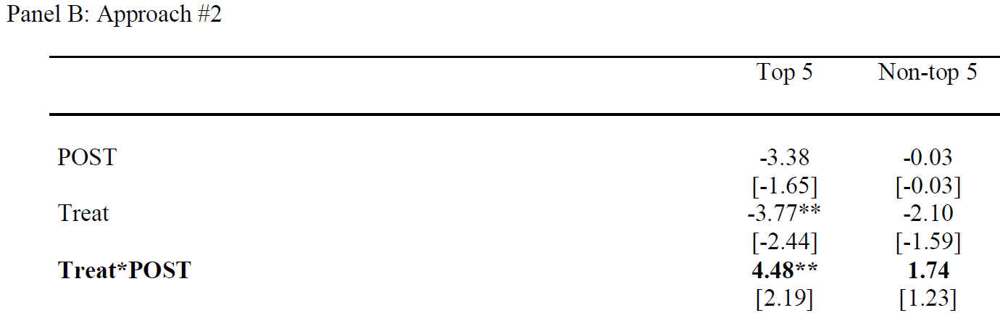 Panel B: Approach #2
Top 5 Non-top 5
POST -3.38 -0.03
[-1.65] [-0.03]
Treat -3.77** -2.10
[-2.44] [-1.59]
Treat*POST 4.48** 1.74
[2.19] [1.23]